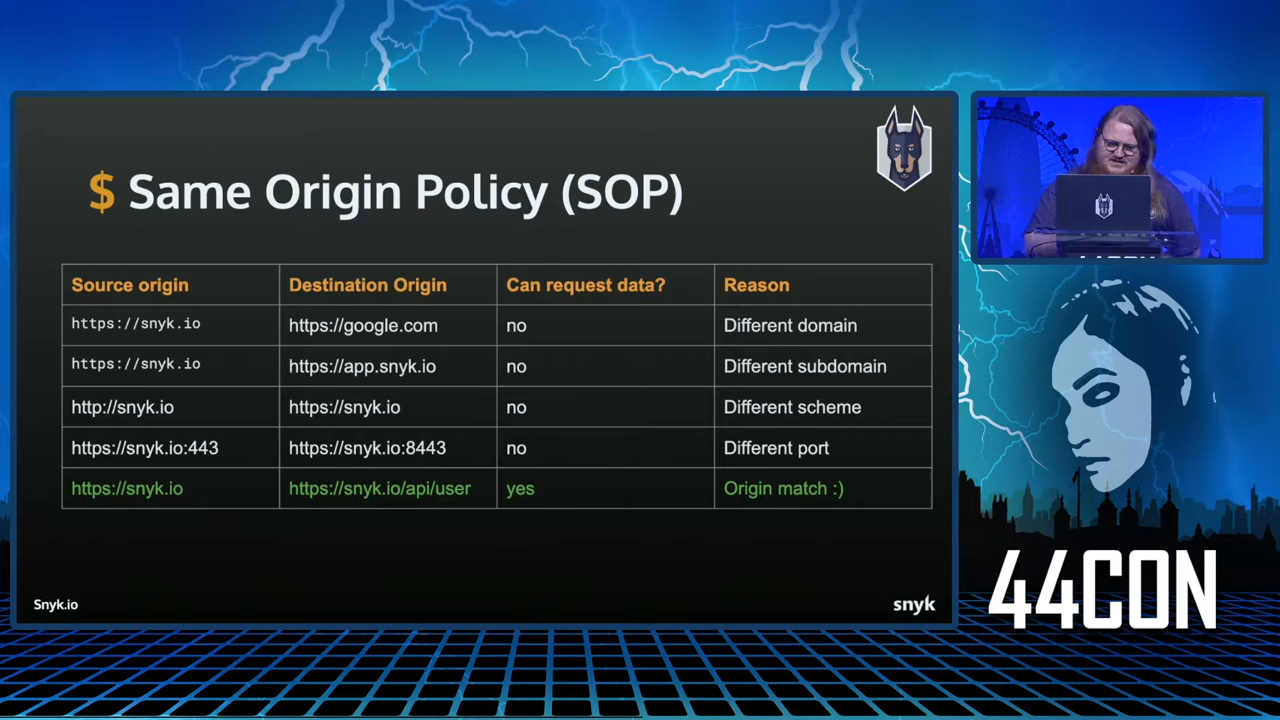 $ Same Origin Policy (SOP)
Source origin Destination Origin Can request data? Reason
https://snyk.io https://google.com no Different domain
https://snyk.io https://app.snyk.io no Different subdomain
http://snyk.io https://snyk.io no Different scheme
https://snyk.io:443 https://snyk.io:8443 no Different port
https://snyk.io https://snyk.io/api/user yes Origin match :)
Snyk.io
snyk
44CON